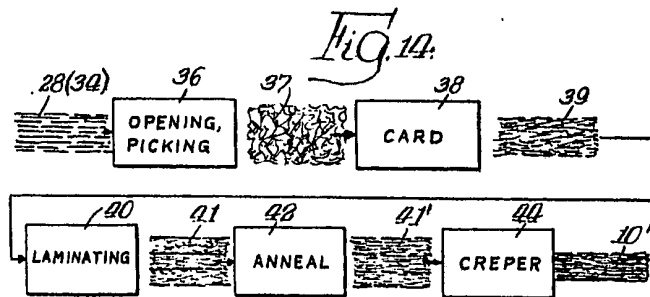 Fig. 14.
28(34) 36 37 38 39
OPENING, PICKING
CARD
40 41 42 41' 44 10'
LAMINATING
ANNEAL
CREPER